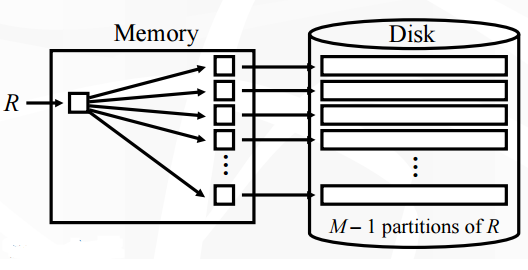 Memory
Disk
R
⋮
⋮
M – 1 partitions of R